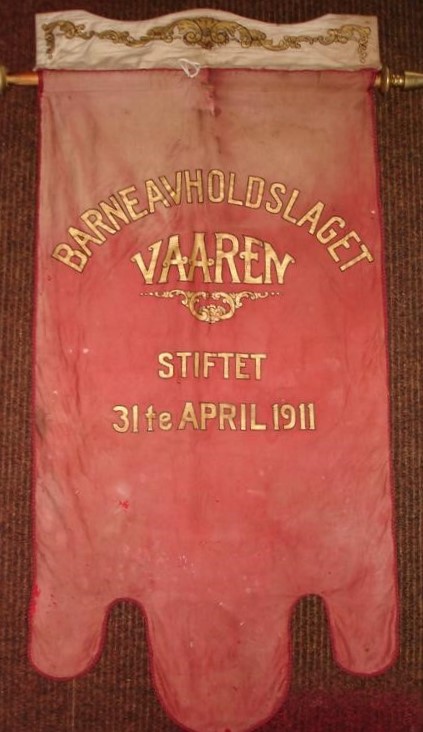 BARNEAVHOLDSLAGET
VAAREN
STIFTET
31te APRIL 1911